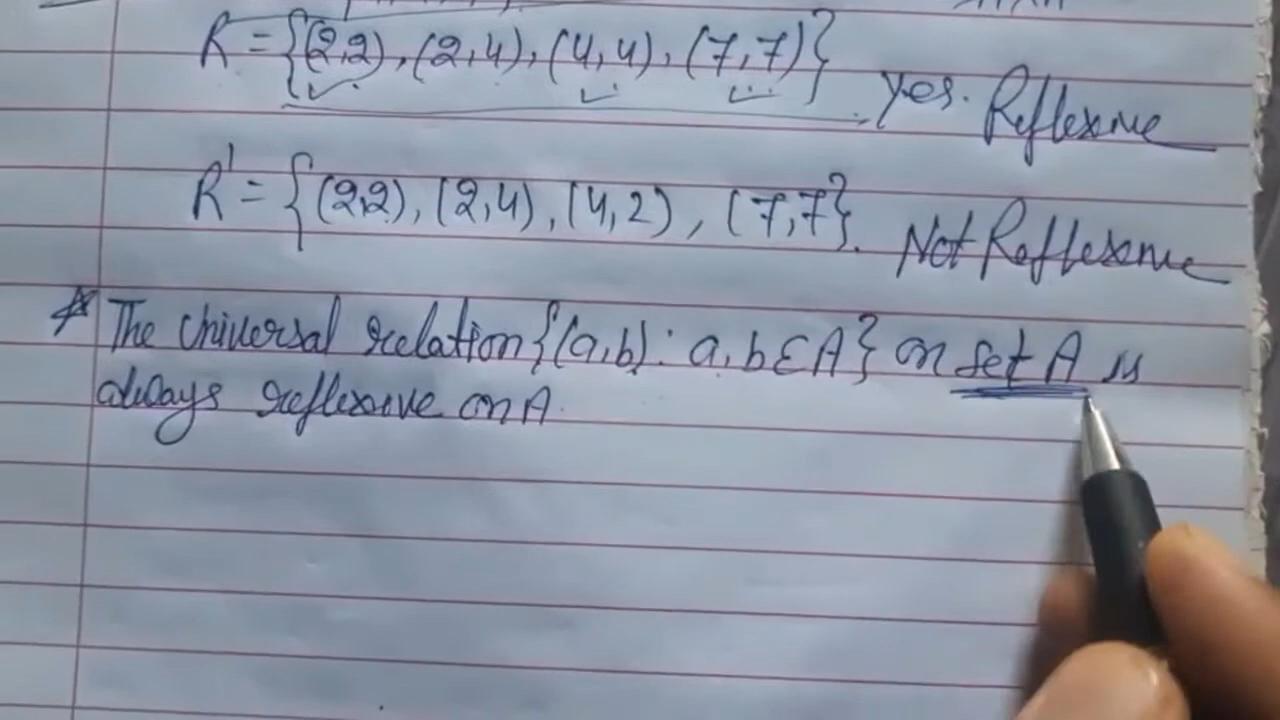 R = {(2,2), (2,4), (4,4), (7,7)} Yes. Reflexive
R' = {(2,2), (2,4), (4,2), (7,7}. Not Reflexive
* The Universal relation {(a,b) : a,b ∈ A} on set A is
always reflexive on A.